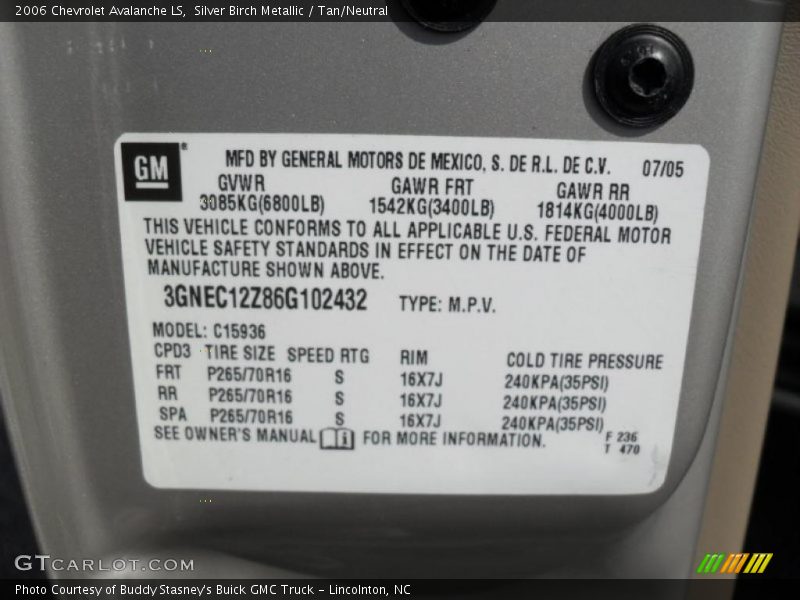 2006 Chevrolet Avalanche LS,  Silver Birch Metallic / Tan/Neutral
GM®
MFD BY GENERAL MOTORS DE MEXICO, S. DE R.L. DE C.V. 07/05
GVWR GAWR FRT GAWR RR
3085KG(6800LB) 1542KG(3400LB) 1814KG(4000LB)
THIS VEHICLE CONFORMS TO ALL APPLICABLE U.S. FEDERAL MOTOR
VEHICLE SAFETY STANDARDS IN EFFECT ON THE DATE OF
MANUFACTURE SHOWN ABOVE.
3GNEC12Z86G102432 TYPE: M.P.V.
MODEL: C15936
CPD3 TIRE SIZE SPEED RTG RIM COLD TIRE PRESSURE
FRT P265/70R16 S 16X7J 240KPA(35PSI)
RR P265/70R16 S 16X7J 240KPA(35PSI)
SPA P265/70R16 S 16X7J 240KPA(35PSI)
SEE OWNER'S MANUAL FOR MORE INFORMATION.
F 236
T 470
GTCARLOT.COM
Photo Courtesy of Buddy Stasney's Buick GMC Truck - Lincolnton, NC